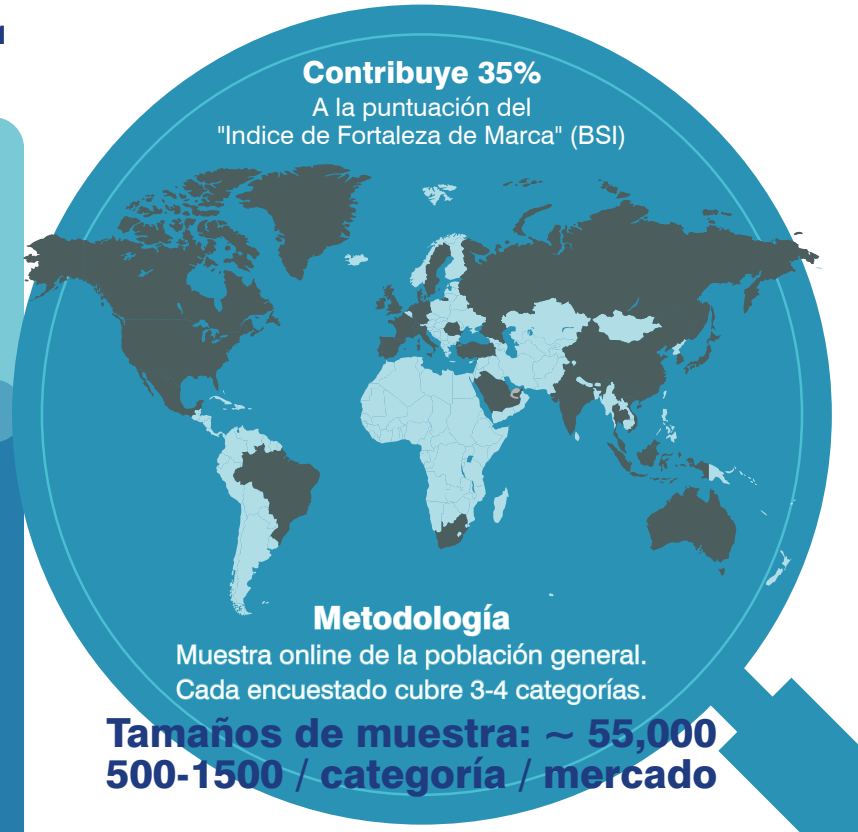 Contribuye 35%
A la puntuación del
"Indice de Fortaleza de Marca" (BSI)
Metodología
Muestra online de la población general.
Cada encuestado cubre 3-4 categorías.
Tamaños de muestra: ~ 55,000
500-1500 / categoría / mercado